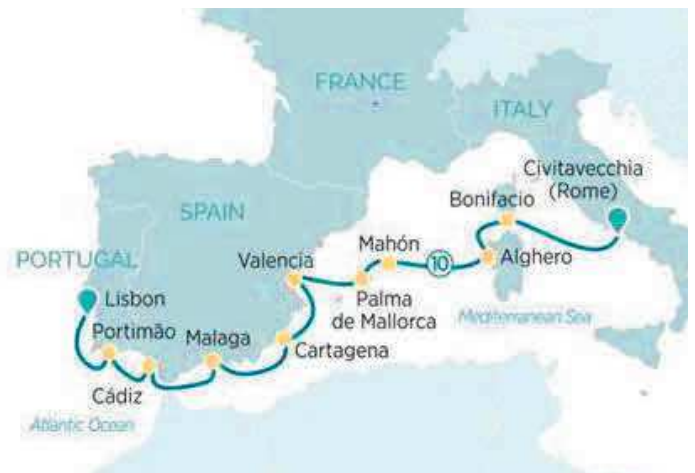 FRANCE
ITALY
Civitavecchia
(Rome)
Bonifacio
SPAIN
Mahón
Valencia
10
Alghero
PORTUGAL
Lisbon
Palma
de Mallorca
Mediterranean Sea
Portimão
Malaga
Cartagena
Cádiz
Atlantic Ocean